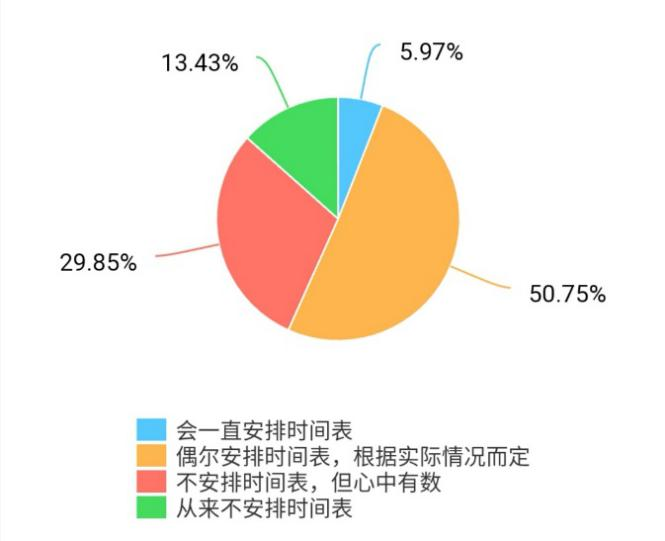 13.43%
5.97%
29.85%
50.75%
会一直安排时间表
偶尔安排时间表，根据实际情况而定
不安排时间表，但心中有数
从来不安排时间表